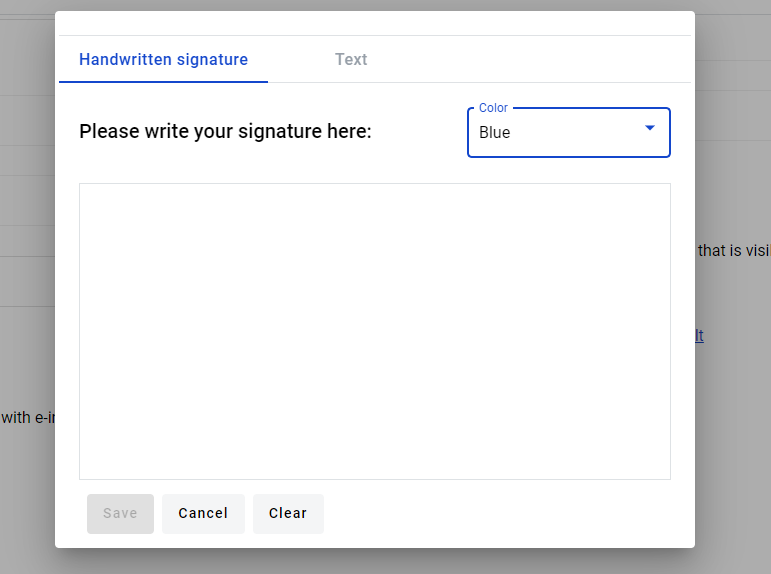 Handwritten signature
Text
Please write your signature here:
Color
Blue
that is visi
lt
with e-i
Save
Cancel
Clear